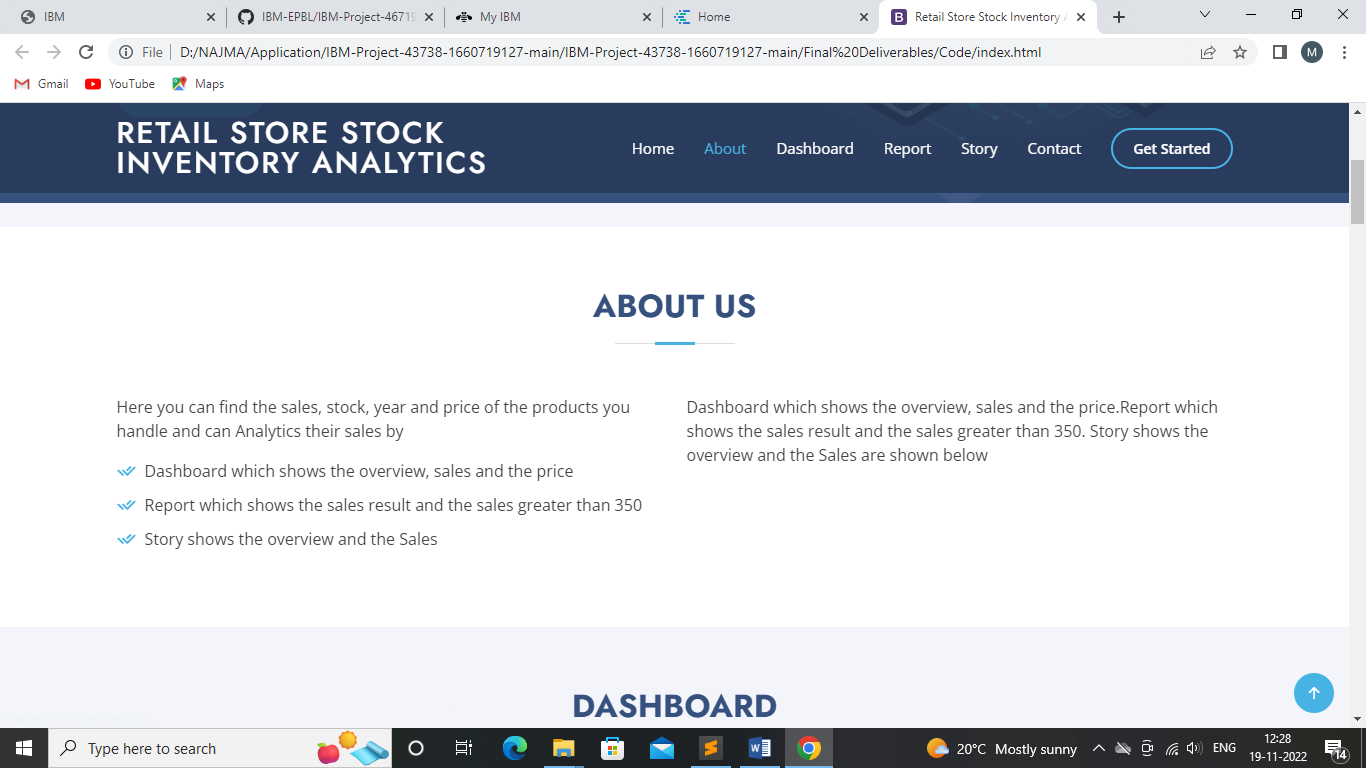 IBM
IBM-EPBL/IBM-Project-46719
My IBM
Home
Retail Store Stock Inventory
File
D:/NAJMA/Application/IBM-Project-43738-1660719127-main/IBM-Project-43738-1660719127-main/Final%20Deliverables/Code/index.html
M
Gmail
YouTube
Maps
RETAIL STORE STOCK
INVENTORY ANALYTICS
Home About Dashboard Report Story Contact Get Started
ABOUT US
Here you can find the sales, stock, year and price of the products you
handle and can Analytics their sales by
Dashboard which shows the overview, sales and the price
Report which shows the sales result and the sales greater than 350
Story shows the overview and the Sales
Dashboard which shows the overview, sales and the price.Report which
shows the sales result and the sales greater than 350. Story shows the
overview and the Sales are shown below
DASHBOARD
Type here to search
20°C Mostly sunny
ENG
12:28
19-11-2022
14